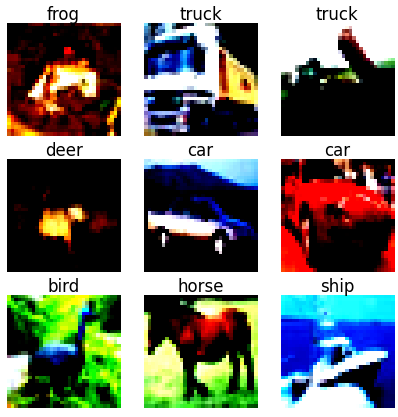 frog truck truck
deer car car
bird horse ship